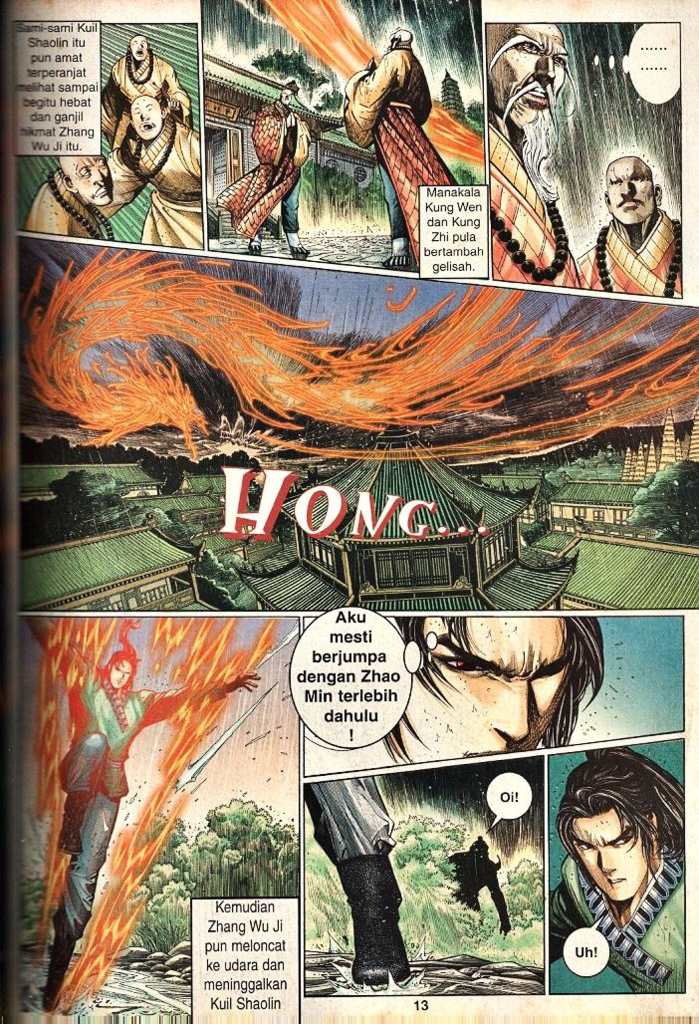 Sami-sami Kuil
Shaolin itu
pun amat
terperanjat
melihat sampai
begitu hebat
dan ganjil
hikmat Zhang
Wu Ji itu.
Manakala
Kung Wen
dan Kung
Zhi pula
bertambah
gelisah.
......
......
HONG...
Aku
mesti
berjumpa
dengan Zhao
Min terlebih
dahulu
!
Kemudian
Zhang Wu Ji
pun meloncat
ke udara dan
meninggalkan
Kuil Shaolin
Oi!
Uh!
13